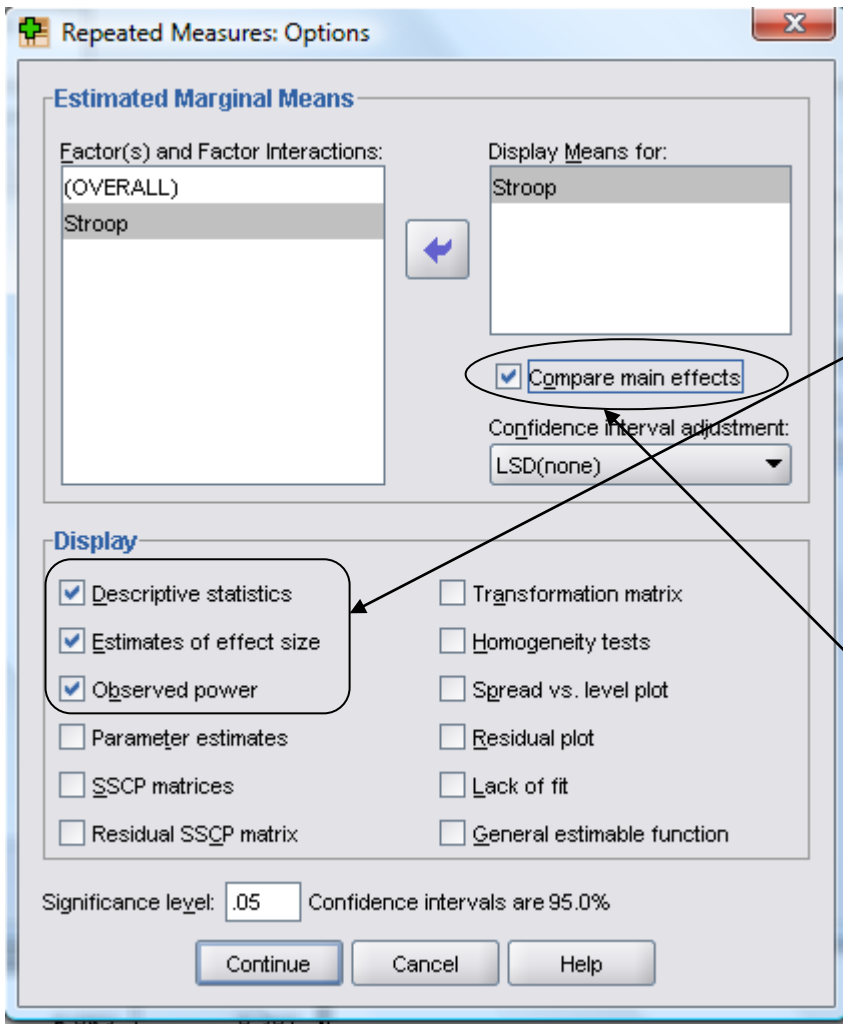 Repeated Measures: Options
Estimated Marginal Means
Factor(s) and Factor Interactions:
(OVERALL)
Stroop
Display Means for:
Stroop
Compare main effects
Confidence interval adjustment:
LSD(none)
Display
Descriptive statistics
Estimates of effect size
Observed power
Parameter estimates
SSCP matrices
Residual SSCP matrix
Transformation matrix
Homogeneity tests
Spread vs. level plot
Residual plot
Lack of fit
General estimable function
Significance level: .05 Confidence intervals are 95.0%
Continue Cancel Help